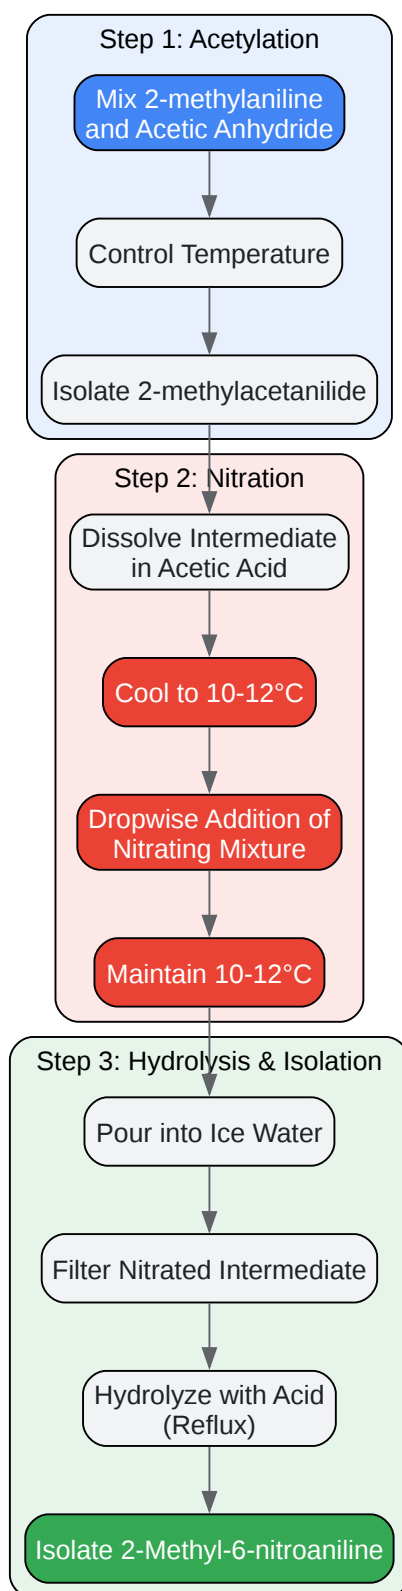 Step 1: Acetylation
Mix 2-methylaniline
and Acetic Anhydride
Control Temperature
Isolate 2-methylacetanilide
Step 2: Nitration
Dissolve Intermediate
in Acetic Acid
Cool to 10-12°C
Dropwise Addition of
Nitrating Mixture
Maintain 10-12°C
Step 3: Hydrolysis & Isolation
Pour into Ice Water
Filter Nitrated Intermediate
Hydrolyze with Acid
(Reflux)
Isolate 2-Methyl-6-nitroaniline